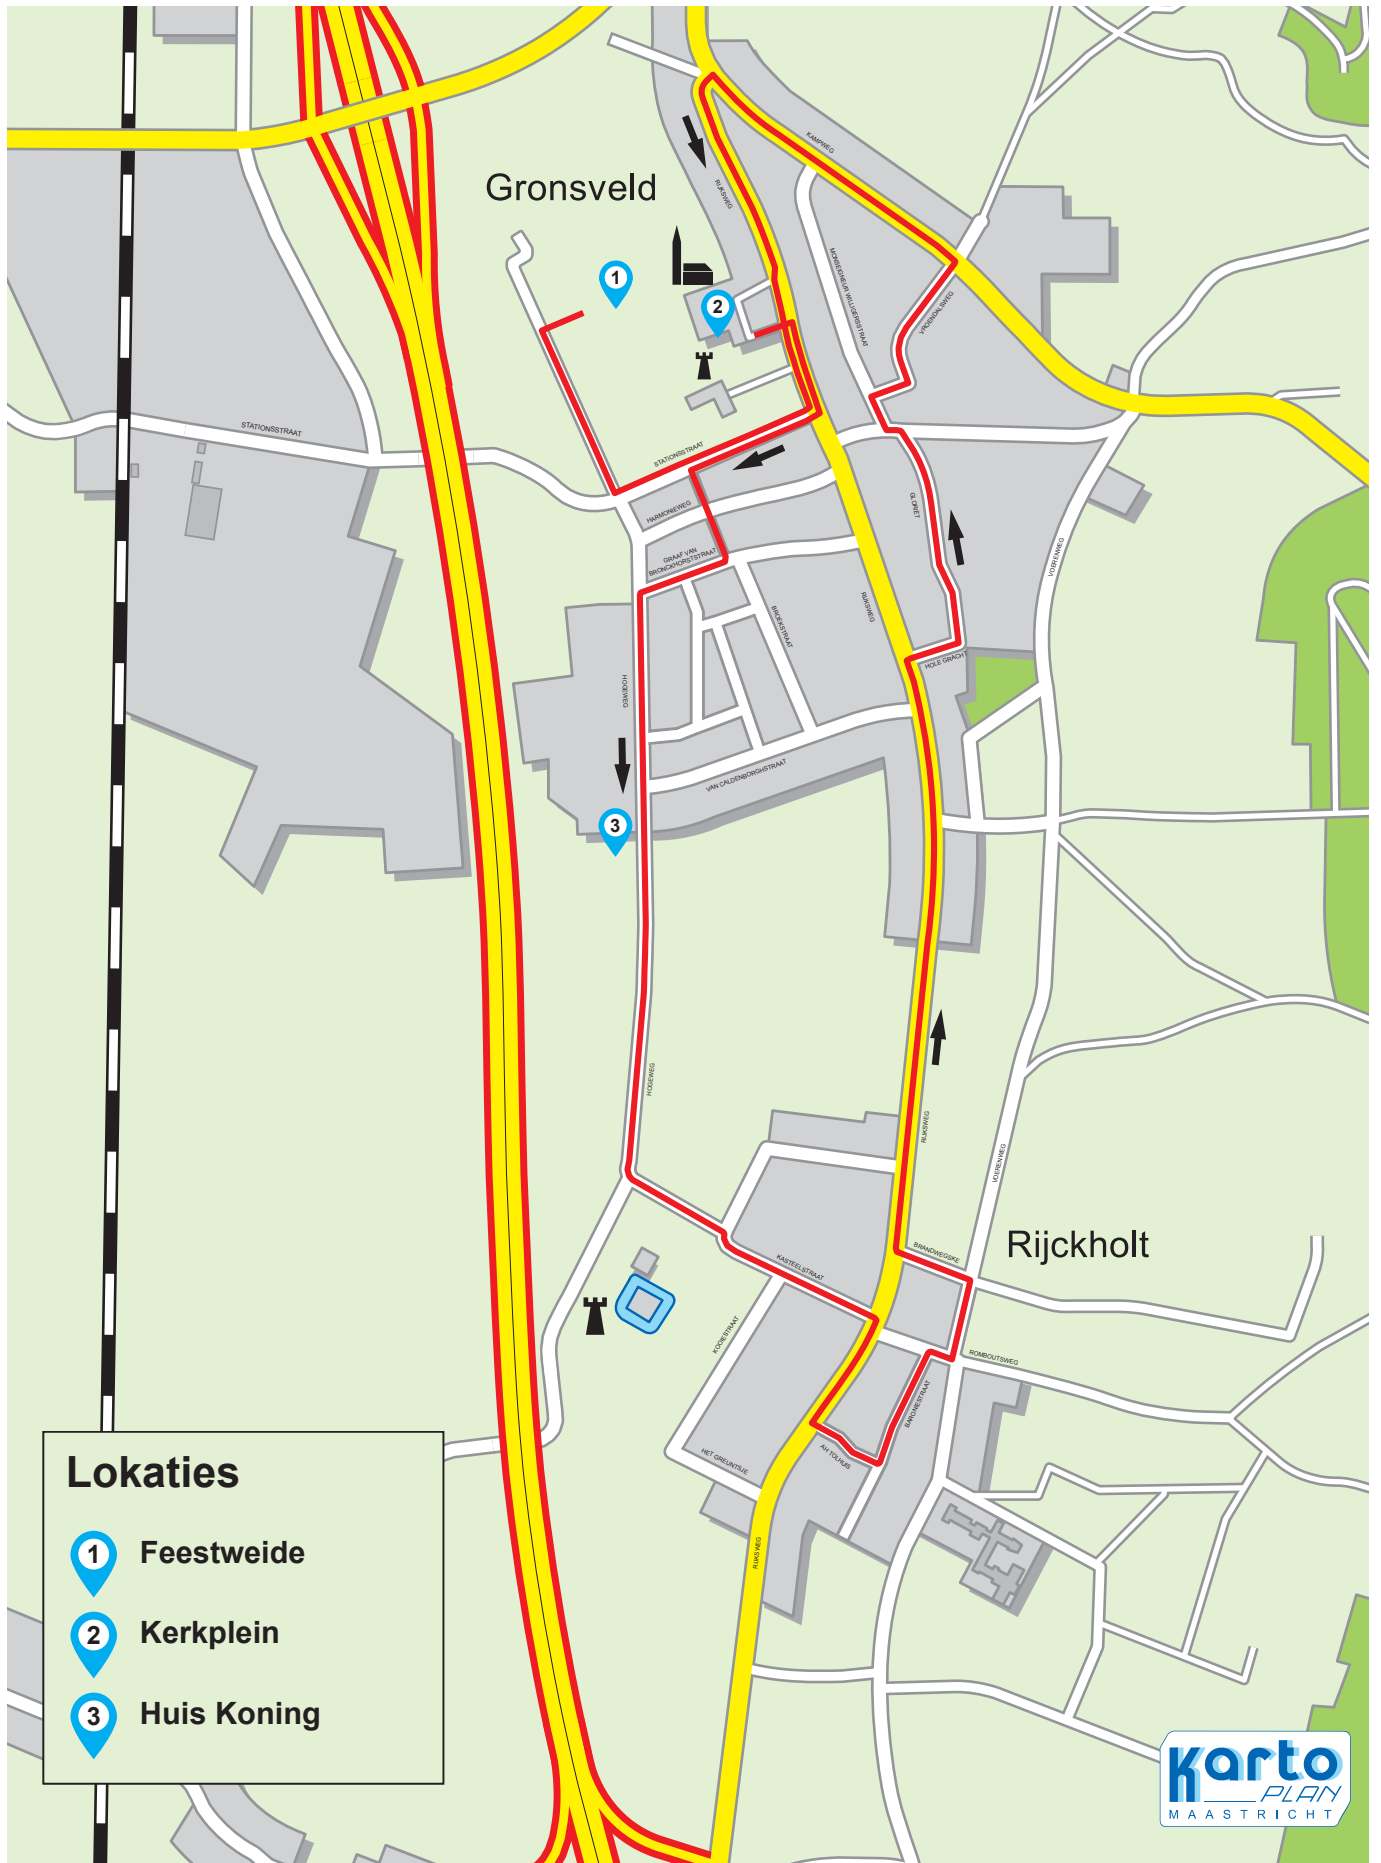 KAMPWEG
RIJKSWEG
Gronsveld
1
2
MONSEIGNEUR WILLIGERSSTRAAT
VROENDALSWEG
STATIONSSTRAAT
STATIONSSTRAAT
HARMONIEWEG
GLORIET
GRAAF VAN
BRONCKHORSTSTRAAT
VOERENWEG
BROEKSTRAAT
RIJKSWEG
HOLE GRACHT
HOGEWEG
VAN CALDENBORGHSTRAAT
3
HOGEWEG
RIJKSWEG
VOERENWEG
Rijckholt
BRANDWEGSKE
KASTEELSTRAAT
KOOIESTRAAT
ROMBOUTSWEG
BARONIESTRAAT
AH TOLHUIS
HET GREUNTSJE
RIJKSWEG
Lokaties
1 Feestweide
2 Kerkplein
3 Huis Koning
Karto
PLAN
MAASTRICHT